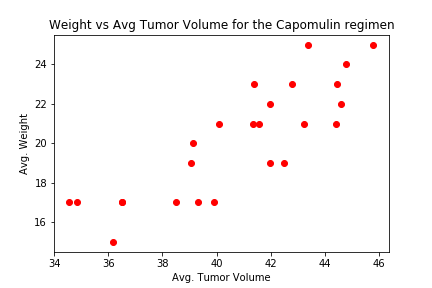 Weight vs Avg Tumor Volume for the Capomulin regimen
24
22
20
18
16
Avg. Weight
34 36 38 40 42 44 46
Avg. Tumor Volume